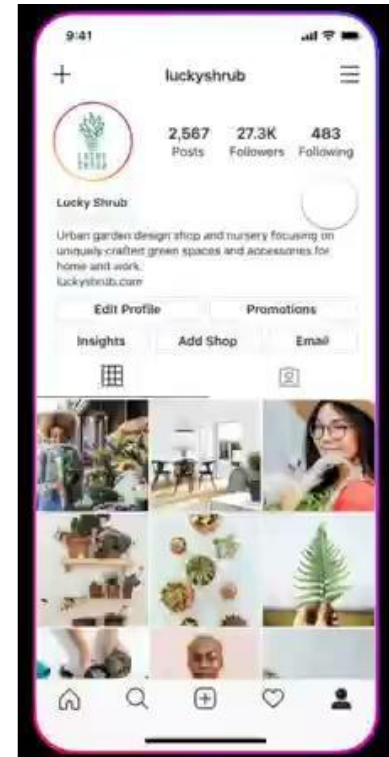 9:41
luckyshrub
2,567 27.3K 483
Posts Followers Following
LUCKY
SHRUB
Lucky Shrub
Urban garden design shop and nursery focusing on
uniquely crafted green spaces and accessories for
home and work.
luckyshrub.com
Edit Profile Promotions
Insights Add Shop Email